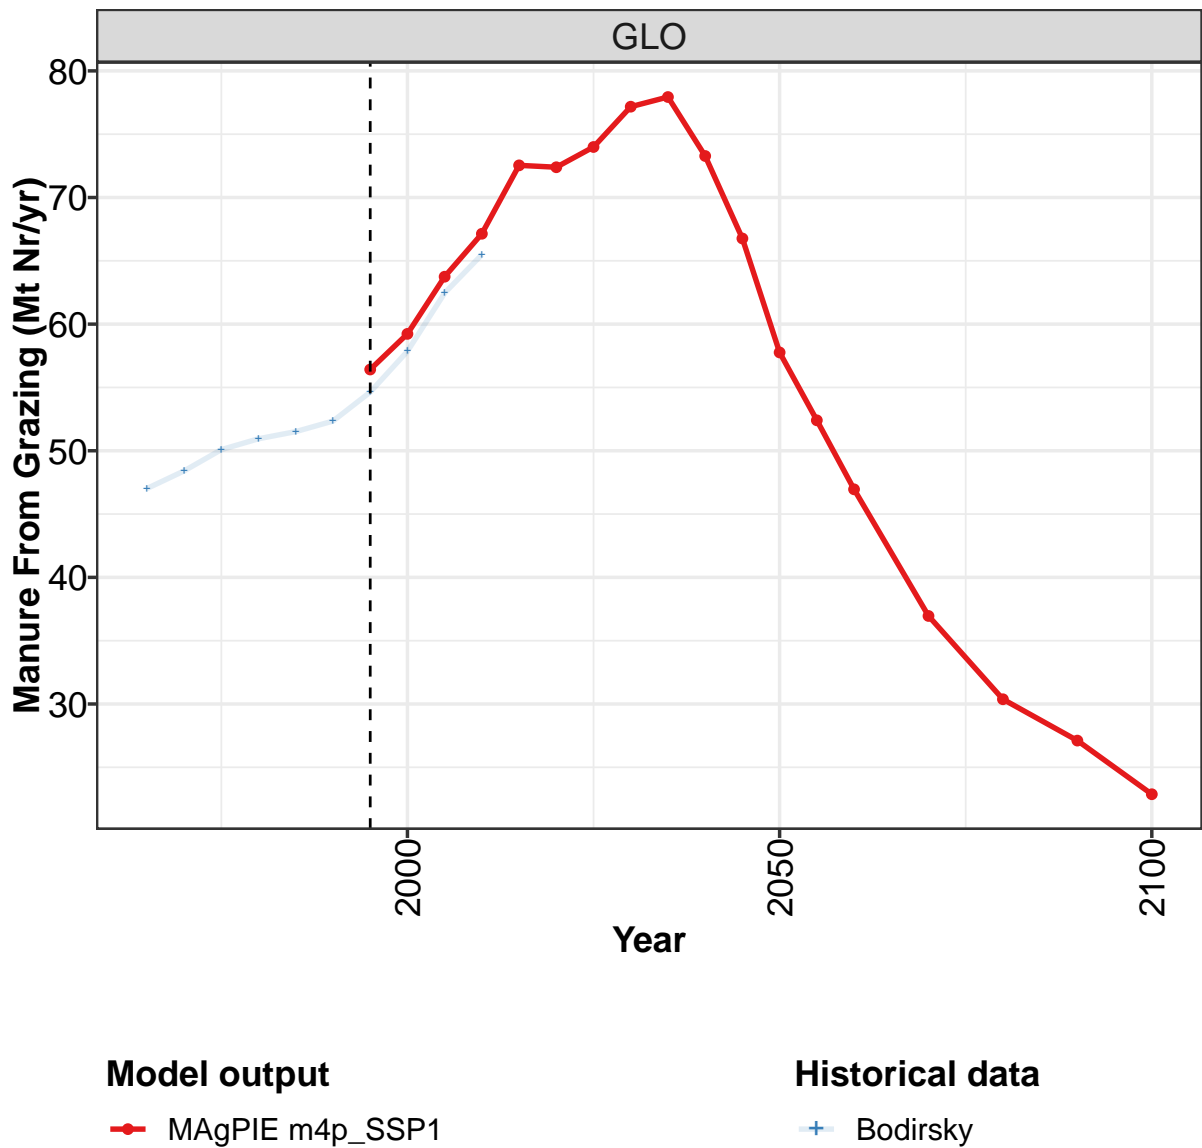 GLO
80
70
60
50
40
30
Manure From Grazing (Mt Nr/yr)
2000
2050
2100
Year
Model output
MAgPIE m4p_SSP1
Historical data
Bodirsky